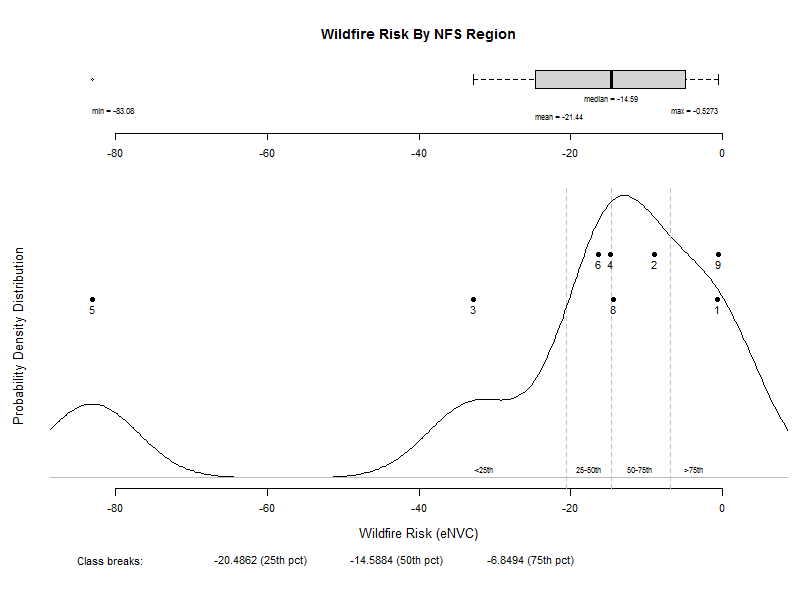 Wildfire Risk By NFS Region
median = -14.59
min = -83.08
max = -0.5273
mean = -21.44
-80 -60 -40 -20 0
Probability Density Distribution
6 4 2 9
5 3 8 1
<25th 25-50th 50-75th >75th
-80 -60 -40 -20 0
Wildfire Risk (eNVC)
Class breaks: -20.4862 (25th pct) -14.5884 (50th pct) -6.8494 (75th pct)